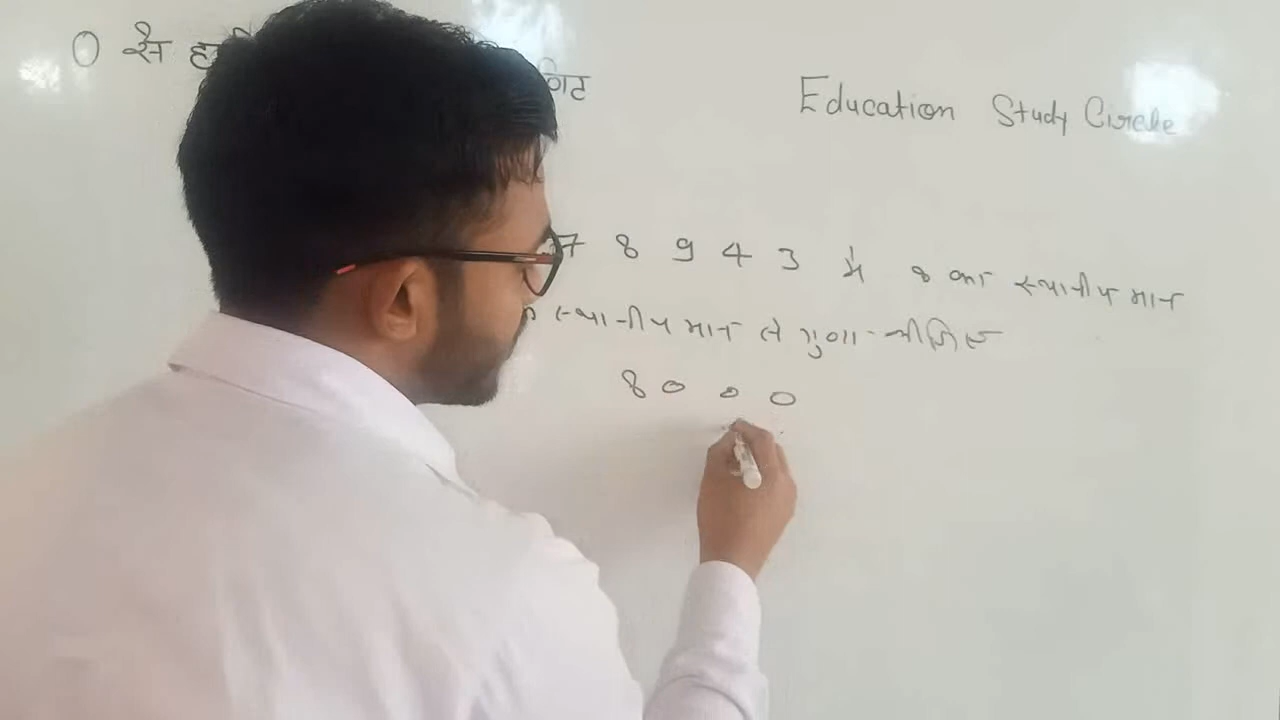 0 से
Education Study Circle
7 8 9 4 3 में 8 का स्थानीय मान
स्थानीय मान से गुणा कीजिए
8 0 0 0